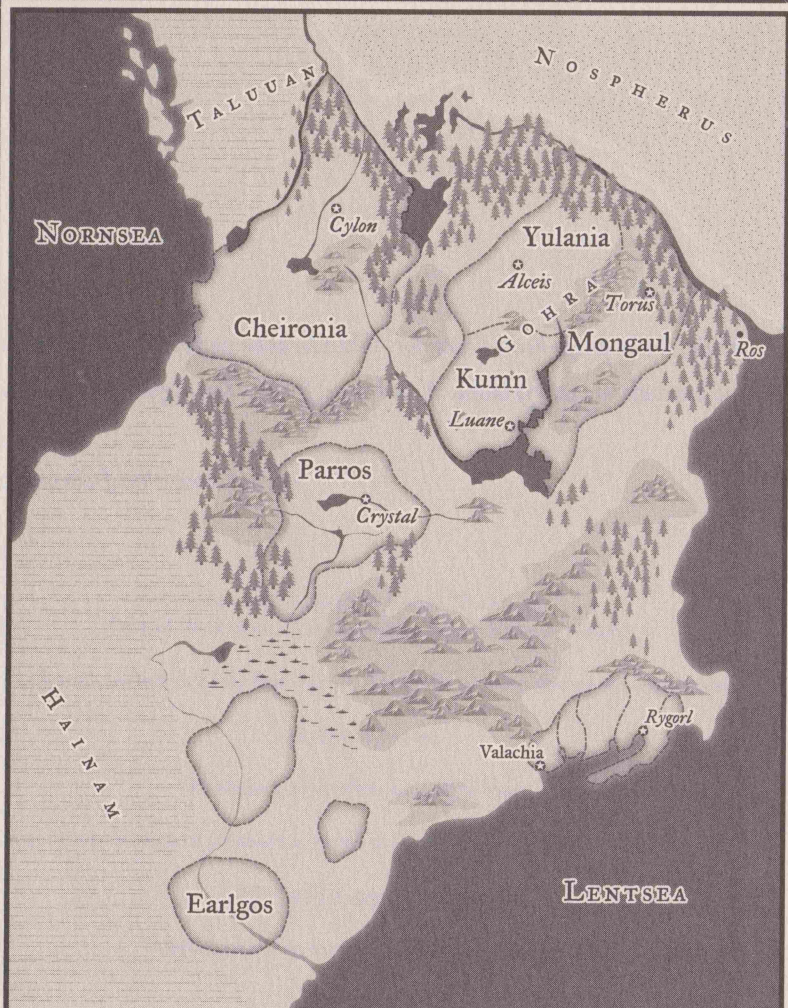 NOSPHERUS
TALUUAN
NORNSEA
Cylon
Yulania
Alceis
Torus
GOHRA
Cheironia
Mongaul
Ros
Kumn
Luane
Parros
Crystal
HAINAM
Rygorl
Valachia
LENTSEA
Earlgos